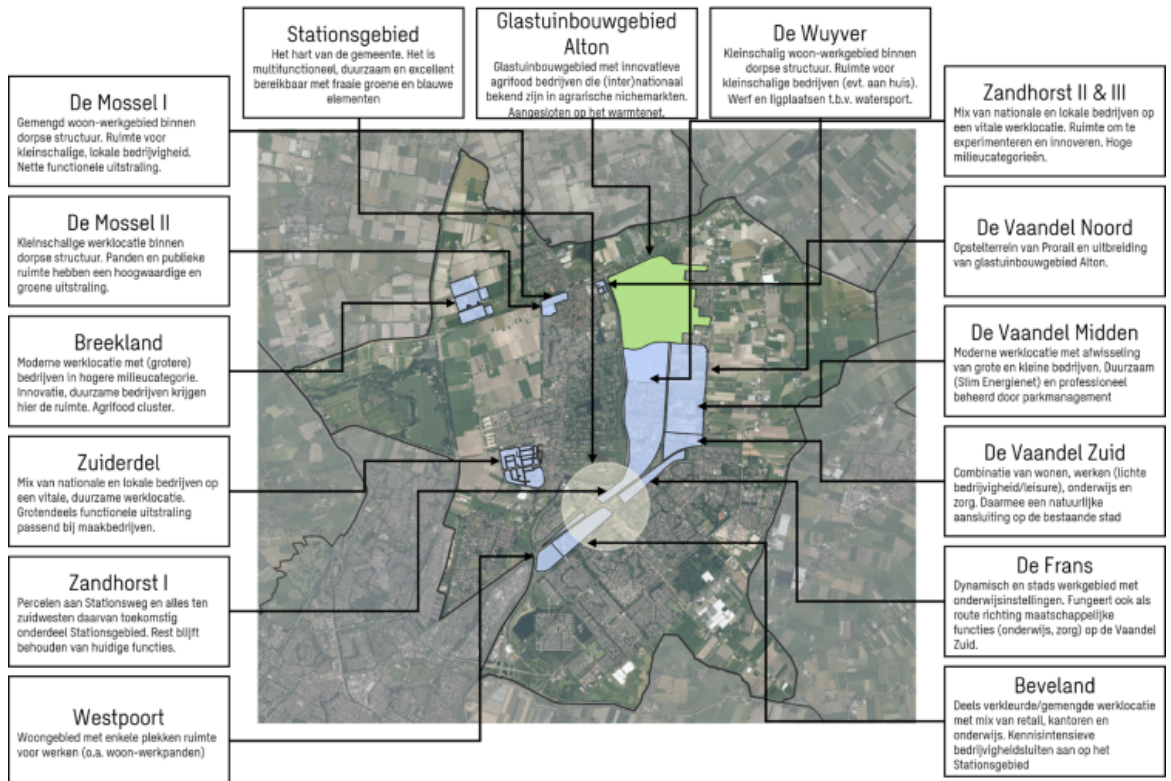 Stationsgebied
Het hart van de gemeente. Het is
multifunctioneel, duurzaam en excellent
bereikbaar met fraaie groene en blauwe
elementen
Glastuinbouwgebied
Alton
Glastuinbouwgebied met innovatieve
agrifood bedrijven die (inter)nationaal
bekend zijn in agrarische nichemarkten.
Aangesloten op het warmtenet.
De Wuyver
Kleinschalig woon-werkgebied binnen
dorpse structuur. Ruimte voor
kleinschalige bedrijven (evt. aan huis).
Werf en ligplaatsen t.b.v. watersport.
De Mossel I
Gemengd woon-werkgebied binnen
dorpse structuur. Ruimte voor
kleinschalige, lokale bedrijvigheid.
Nette functionele uitstraling.
De Mossel II
Kleinschalige werklocatie binnen
dorpse structuur. Panden en publieke
ruimte hebben een hoogwaardige en
groene uitstraling.
Breekland
Moderne werklocatie met (grotere)
bedrijven in hogere milieucategorie.
Innovatie, duurzame bedrijven krijgen
hier de ruimte. Agrifood cluster.
Zuiderdel
Mix van nationale en lokale bedrijven op
een vitale, duurzame werklocatie.
Grotendeels functionele uitstraling
passend bij maakbedrijven.
Zandhorst I
Percelen aan Stationsweg en alles ten
zuidwesten daarvan toekomstig
onderdeel Stationsgebied. Rest blijft
behouden van huidige functies.
Westpoort
Woongebied met enkele plekken ruimte
voor werken (o.a. woon-werkpanden)
Zandhorst II & III
Mix van nationale en lokale bedrijven op
een vitale werklocatie. Ruimte om te
experimenteren en innoveren. Hoge
milieucategorieën.
De Vaandel Noord
Opstelterrein van Prorail en uitbreiding
van glastuinbouwgebied Alton.
De Vaandel Midden
Moderne werklocatie met afwisseling
van grote en kleine bedrijven. Duurzaam
(Slim Energienet) en professioneel
beheerd door parkmanagement
De Vaandel Zuid
Combinatie van wonen, werken (lichte
bedrijvigheid/leisure), onderwijs en
zorg. Daarmee een natuurlijke
aansluiting op de bestaande stad
De Frans
Dynamisch en stads werkgebied met
onderwijsinstellingen. Fungeert ook als
route richting maatschappelijke
functies (onderwijs, zorg) op de Vaandel
Zuid.
Beveland
Deels verkleurde/gemengde werklocatie
met mix van retail, kantoren en
onderwijs. Kennisintensieve
bedrijvigheidsluiten aan op het
Stationsgebied